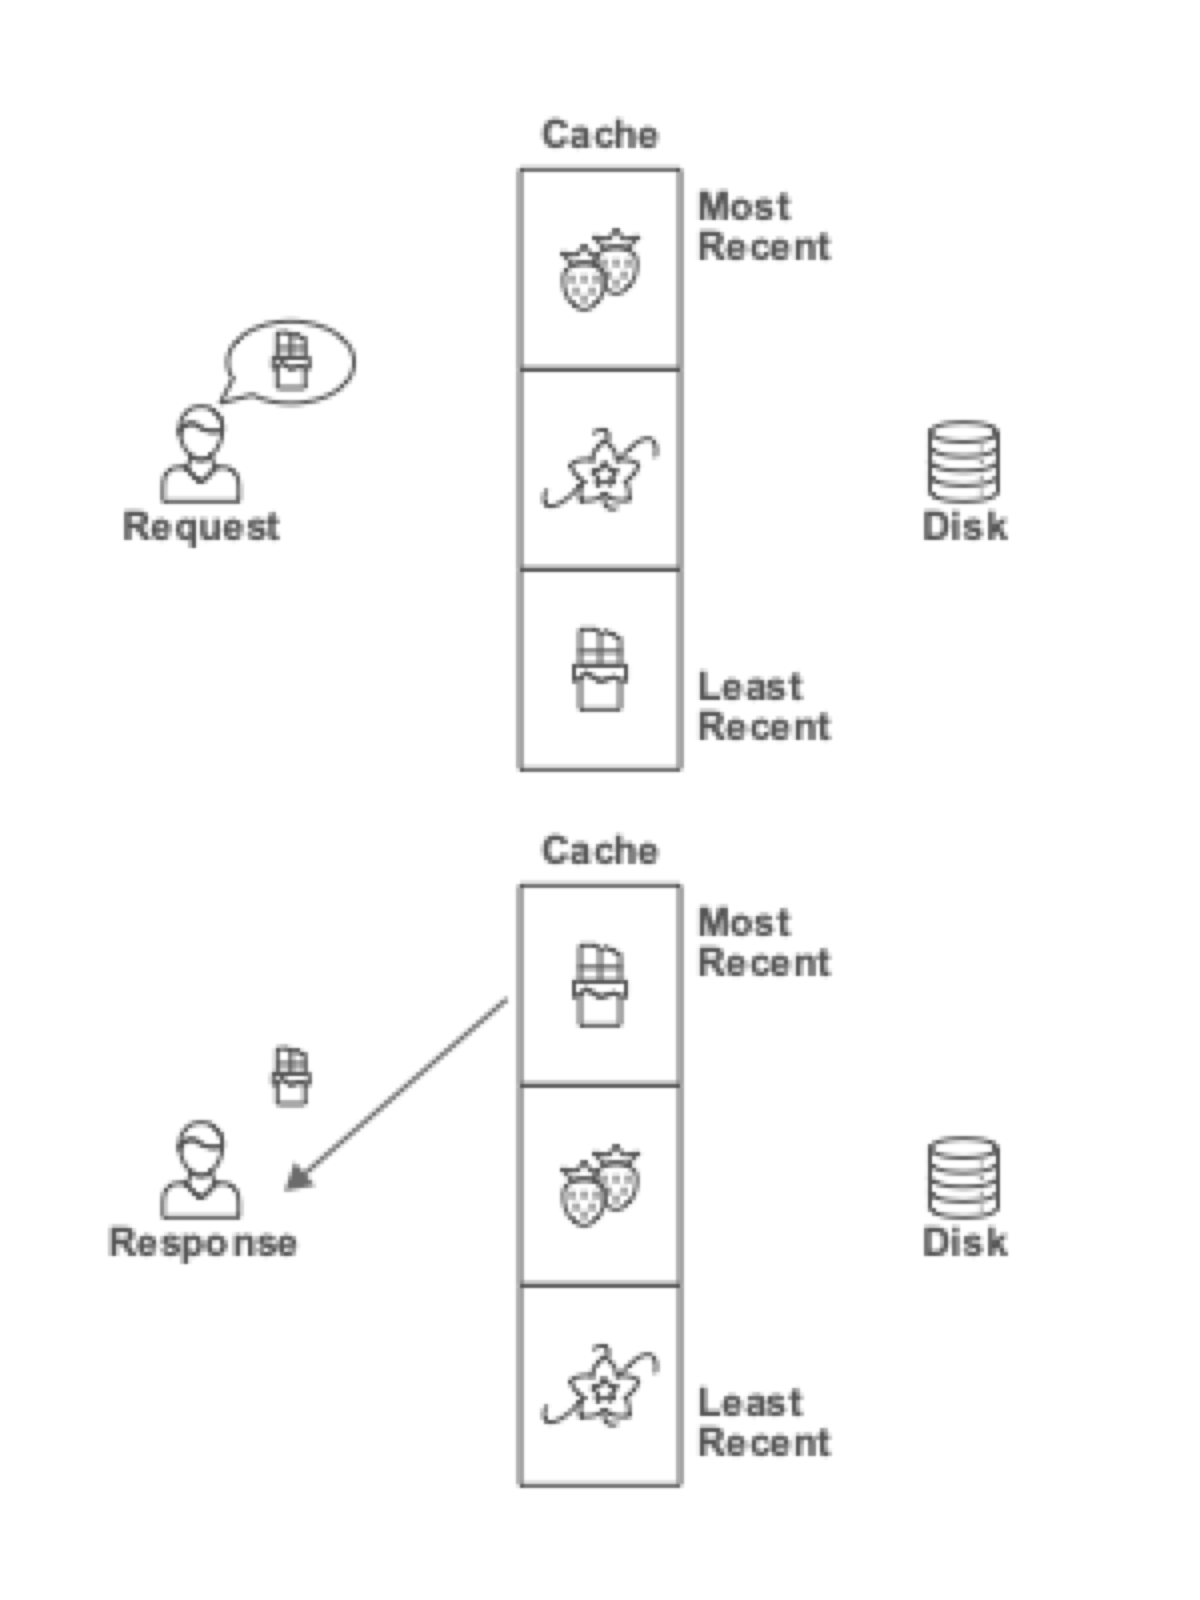 Cache
Most
Recent
Request
Disk
Least
Recent
Cache
Most
Recent
Response
Disk
Least
Recent